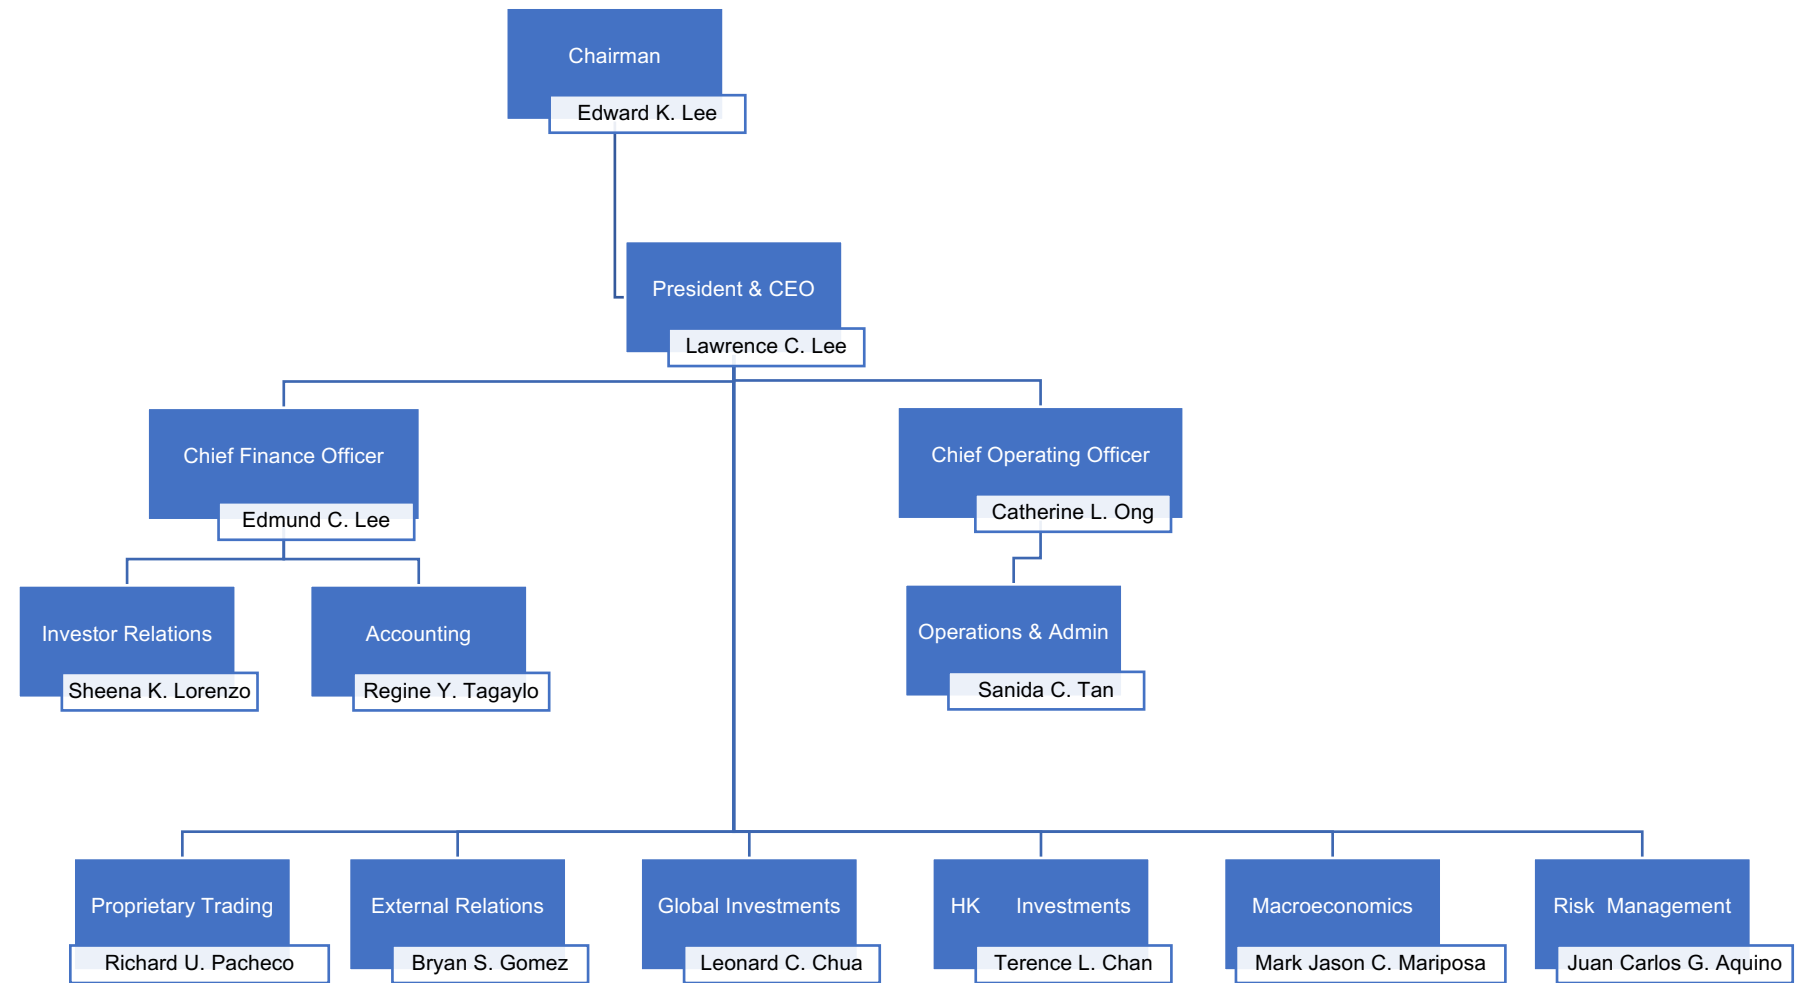 Chairman
Edward K. Lee
President & CEO
Lawrence C. Lee
Chief Finance Officer
Edmund C. Lee
Chief Operating Officer
Catherine L. Ong
Investor Relations
Sheena K. Lorenzo
Accounting
Regine Y. Tagaylo
Operations & Admin
Sanida C. Tan
Proprietary Trading
Richard U. Pacheco
External Relations
Bryan S. Gomez
Global Investments
Leonard C. Chua
HK Investments
Terence L. Chan
Macroeconomics
Mark Jason C. Mariposa
Risk Management
Juan Carlos G. Aquino